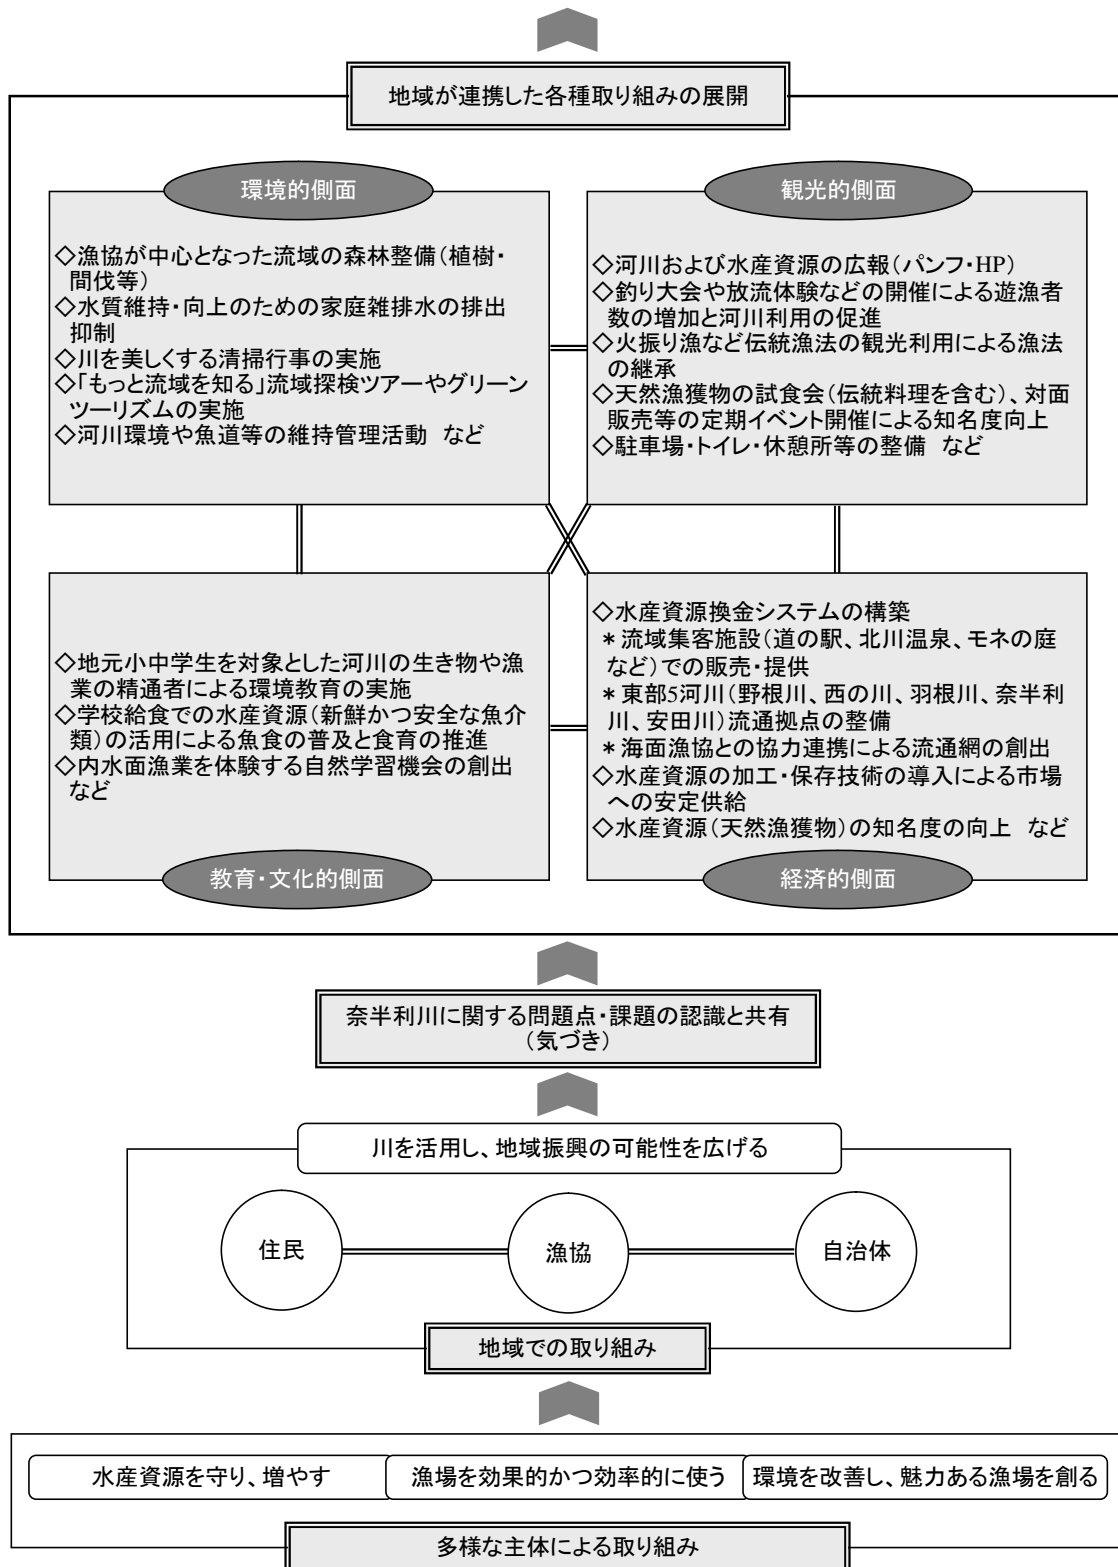 地域が連携した各種取り組みの展開
環境的側面
◇漁協が中心となった流域の森林整備(植樹・
間伐等)
◇水質維持・向上のための家庭雑排水の排出
抑制
◇川を美しくする清掃行事の実施
◇「もっと流域を知る」流域探検ツアーやグリーン
ツーリズムの実施
◇河川環境や魚道等の維持管理活動 など
観光的側面
◇河川および水産資源の広報(パンフ・HP)
◇釣り大会や放流体験などの開催による遊漁者
数の増加と河川利用の促進
◇火振り漁など伝統漁法の観光利用による漁法
の継承
◇天然漁獲物の試食会(伝統料理を含む)、対面
販売等の定期イベント開催による知名度向上
◇駐車場・トイレ・休憩所等の整備 など
◇地元小中学生を対象とした河川の生き物や漁
業の精通者による環境教育の実施
◇学校給食での水産資源(新鮮かつ安全な魚介
類)の活用による魚食の普及と食育の推進
◇内水面漁業を体験する自然学習機会の創出
など
教育・文化的側面
◇水産資源換金システムの構築
*流域集客施設(道の駅、北川温泉、モネの庭
など)での販売・提供
*東部5河川(野根川、西の川、羽根川、奈半利
川、安田川)流通拠点の整備
*海面漁協との協力連携による流通網の創出
◇水産資源の加工・保存技術の導入による市場
への安定供給
◇水産資源(天然漁獲物)の知名度の向上 など
経済的側面
奈半利川に関する問題点・課題の認識と共有
(気づき)
川を活用し、地域振興の可能性を広げる
住民
漁協
自治体
地域での取り組み
水産資源を守り、増やす
漁場を効果的かつ効率的に使う
環境を改善し、魅力ある漁場を創る
多様な主体による取り組み